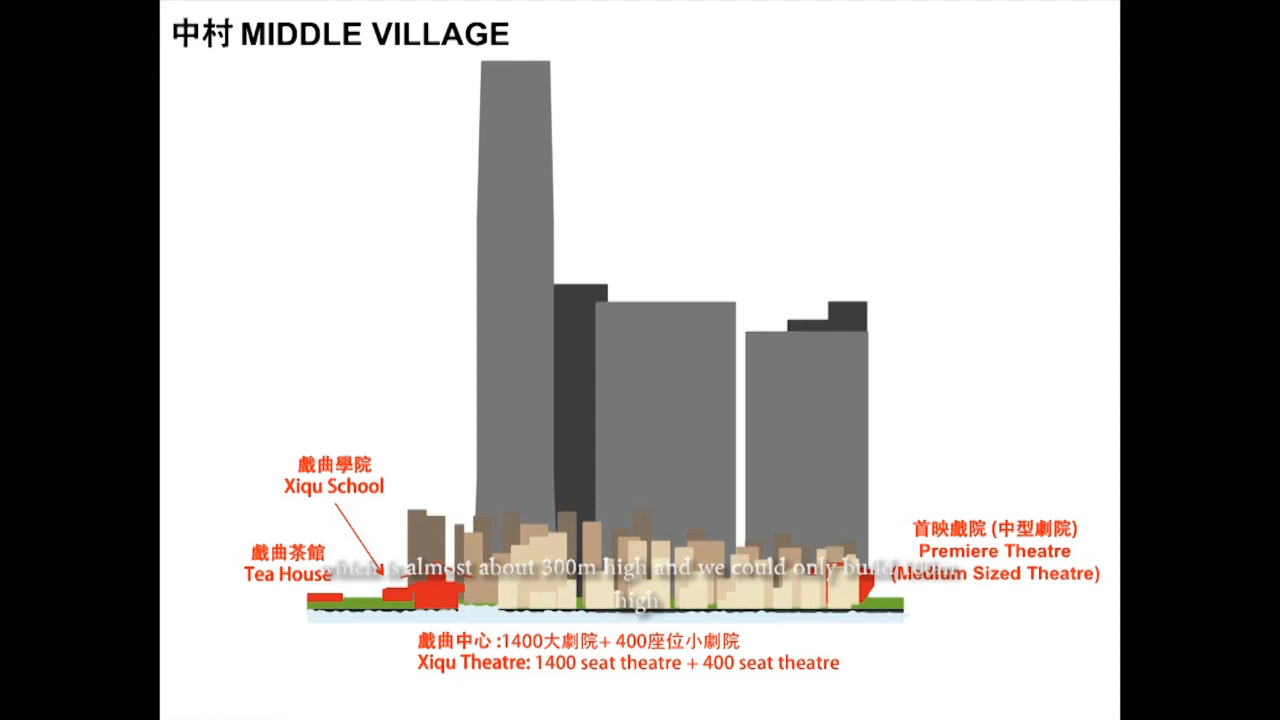 中村 MIDDLE VILLAGE
戲曲學院
Xiqu School
戲曲茶館
Tea House
首映戲院 (中型劇院)
Premiere Theatre
(Medium Sized Theatre)
which is almost about 300m high and we could only build
high
戲曲中心 :1400大劇院+ 400座位小劇院
Xiqu Theatre: 1400 seat theatre + 400 seat theatre